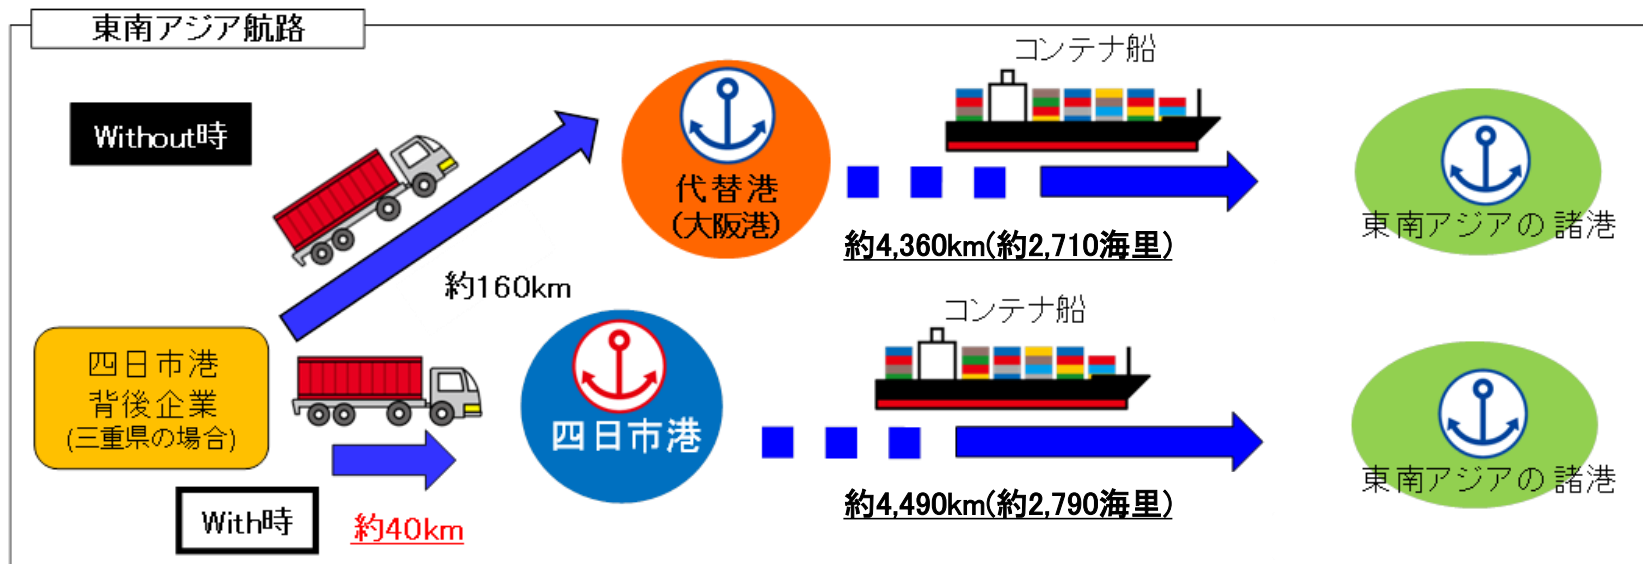 東南アジア航路
Without時
コンテナ船
代替港
(大阪港)
約4,360km(約2,710海里)
東南アジアの諸港
約160km
四日市港
背後企業
(三重県の場合)
コンテナ船
四日市港
約4,490km(約2,790海里)
東南アジアの諸港
With時
約40km